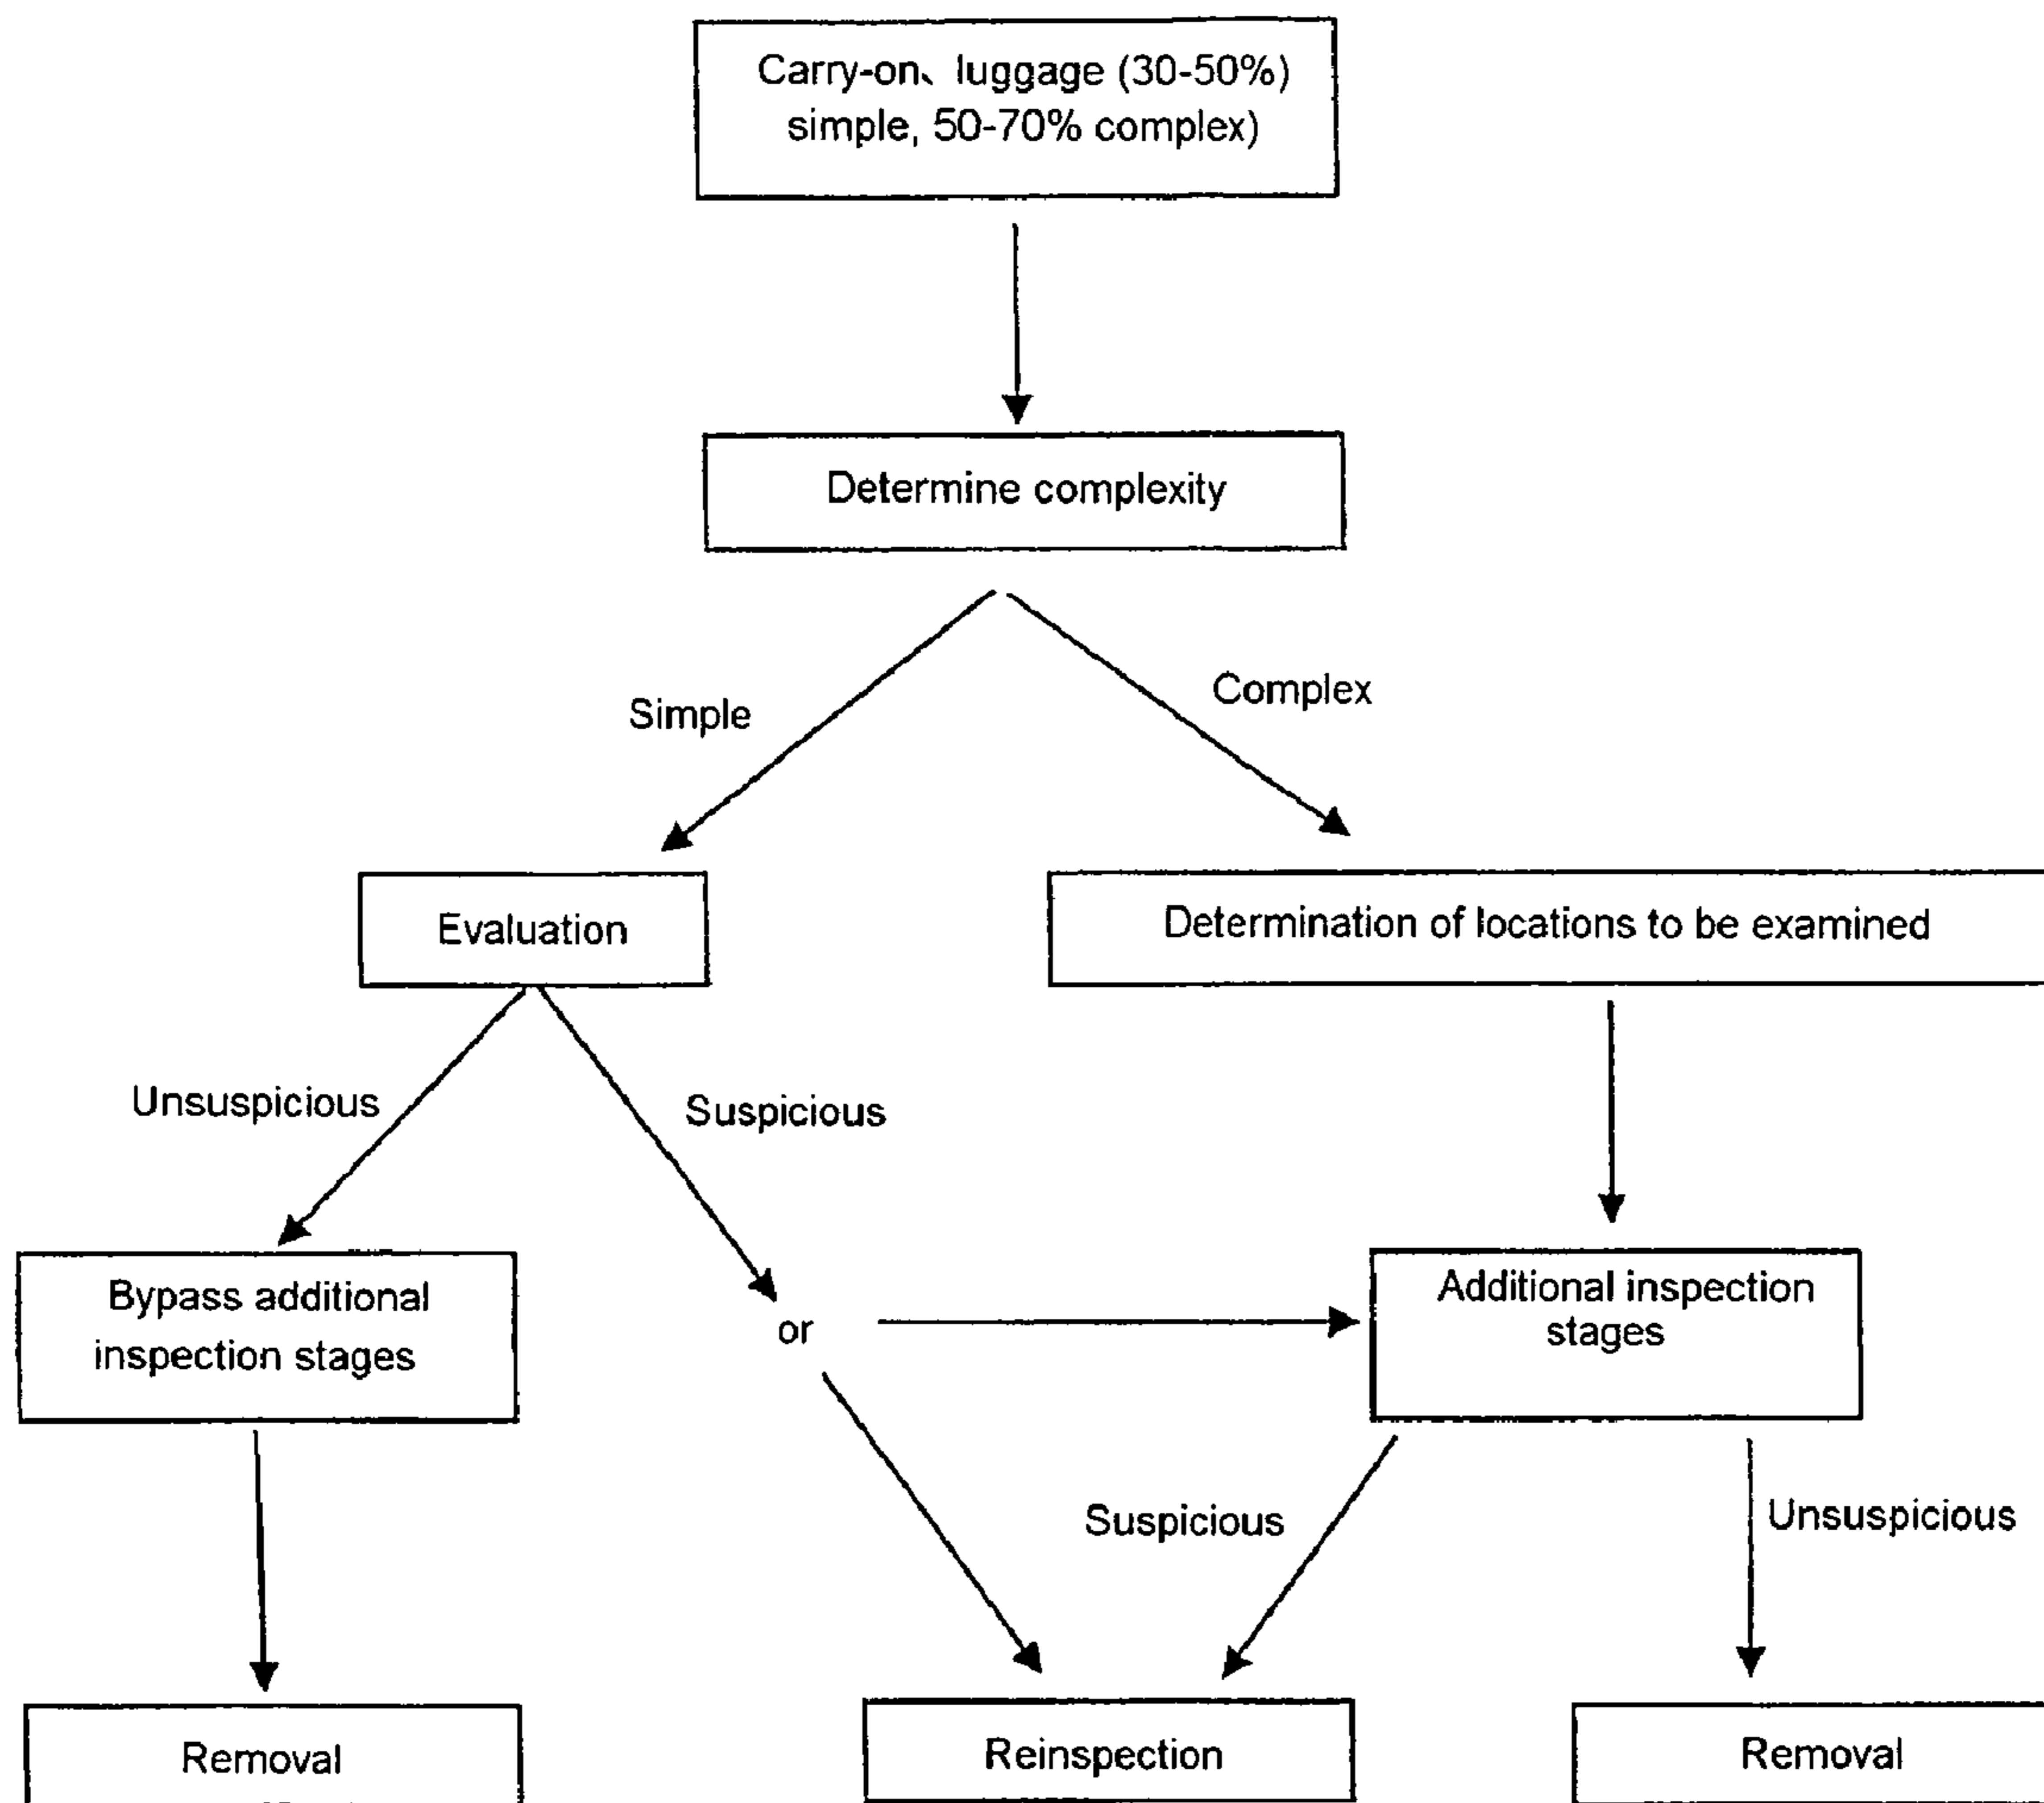 Carry-on、 luggage (30-50%)
simple, 50-70% complex)
Determine complexity
Simple
Complex
Evaluation
Determination of locations to be examined
Unsuspicious
Suspicious
Bypass additional
inspection stages
or
Additional inspection
stages
Suspicious
Unsuspicious
Removal
Reinspection
Removal